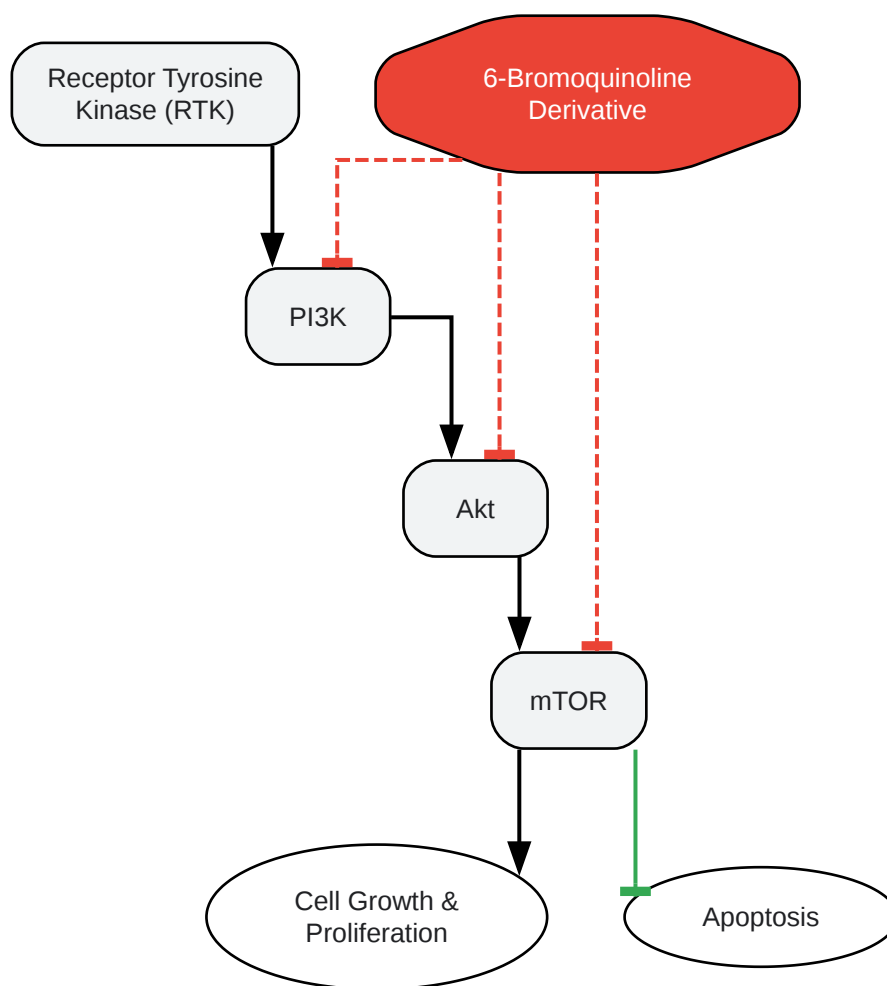 Receptor Tyrosine
Kinase (RTK)
6-Bromoquinoline
Derivative
PI3K
Akt
mTOR
Cell Growth &
Proliferation
Apoptosis